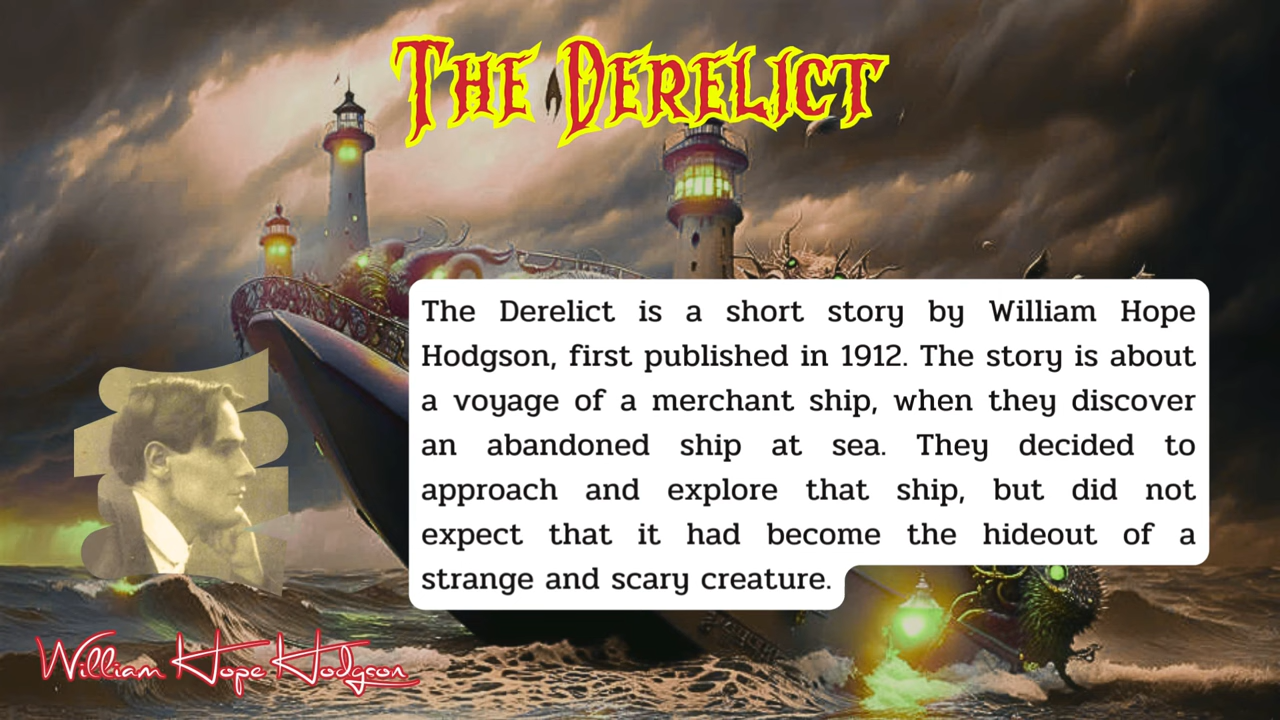 The Derelict
The Derelict is a short story by William Hope
Hodgson, first published in 1912. The story is about
a voyage of a merchant ship, when they discover
an abandoned ship at sea. They decided to
approach and explore that ship, but did not
expect that it had become the hideout of a
strange and scary creature.
William Hope Hodgson